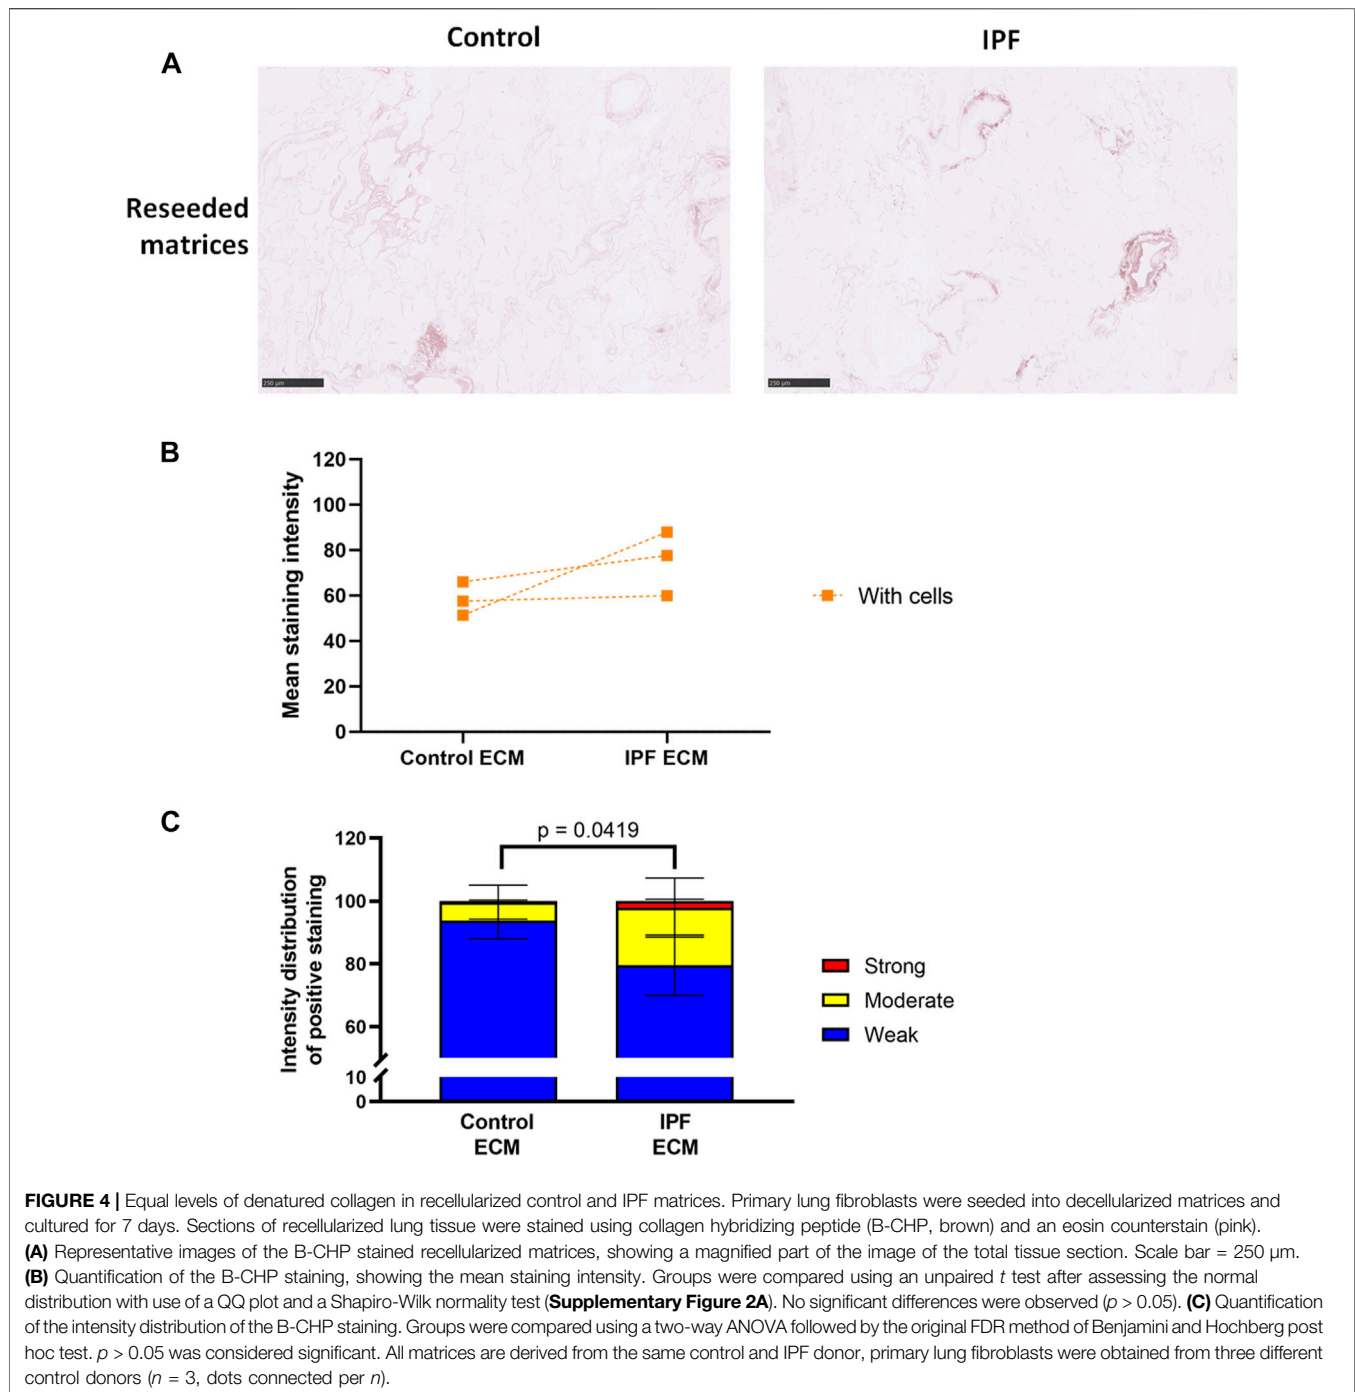 Control
IPF
A
Reseeded
matrices
250 µm
250 µm
B
120
100
80
60
40
20
0
Mean staining intensity
Control ECM
IPF ECM
With cells
C
p = 0.0419
120
100
80
60
10
0
Intensity distribution
of positive staining
Control
ECM
IPF
ECM
Strong
Moderate
Weak
FIGURE 4 | Equal levels of denatured collagen in recellularized control and IPF matrices. Primary lung fibroblasts were seeded into decellularized matrices and
cultured for 7 days. Sections of recellularized lung tissue were stained using collagen hybridizing peptide (B-CHP, brown) and an eosin counterstain (pink).
(A) Representative images of the B-CHP stained recellularized matrices, showing a magnified part of the image of the total tissue section. Scale bar = 250 µm.
(B) Quantification of the B-CHP staining, showing the mean staining intensity. Groups were compared using an unpaired t test after assessing the normal
distribution with use of a QQ plot and a Shapiro-Wilk normality test (Supplementary Figure 2A). No significant differences were observed (p > 0.05). (C) Quantification
of the intensity distribution of the B-CHP staining. Groups were compared using a two-way ANOVA followed by the original FDR method of Benjamini and Hochberg post
hoc test. p > 0.05 was considered significant. All matrices are derived from the same control and IPF donor, primary lung fibroblasts were obtained from three different
control donors (n = 3, dots connected per n).